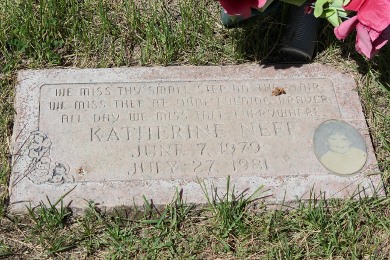 WE MISS THY SMALL STEP ON THE STAIR
WE MISS THEE AT OUR EVENING PRAYER
ALL DAY WE MISS THEE EVERYWHERE
KATHERINE NEFF
JUNE 7, 1979
JULY 27, 1981